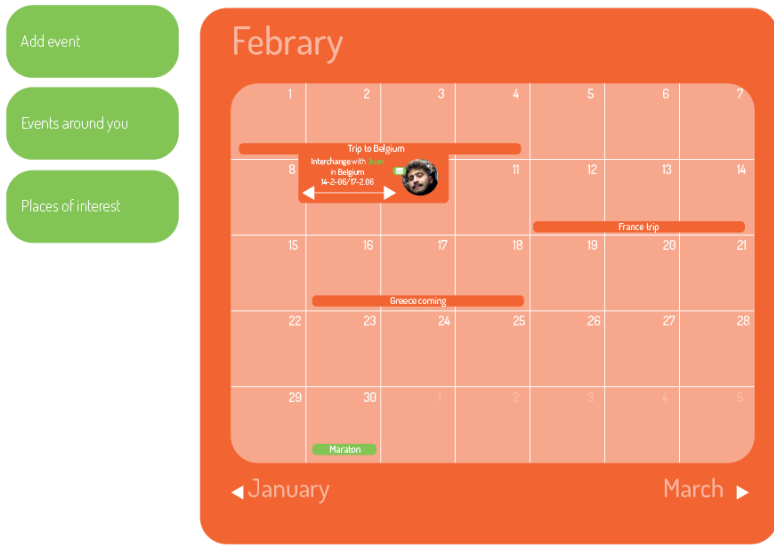 Add event
Events around you
Places of interest
Febrary
1 2 3 4 5 6 7
Trip to Belgium
Interchange with Juan
in Belgium
14-2-06/17-2.06
8 11 12 13 14
France trip
15 16 17 18 19 20 21
Greece coming
22 23 24 25 26 27 28
29 30 1 2 3 4 5
Maraton
January March